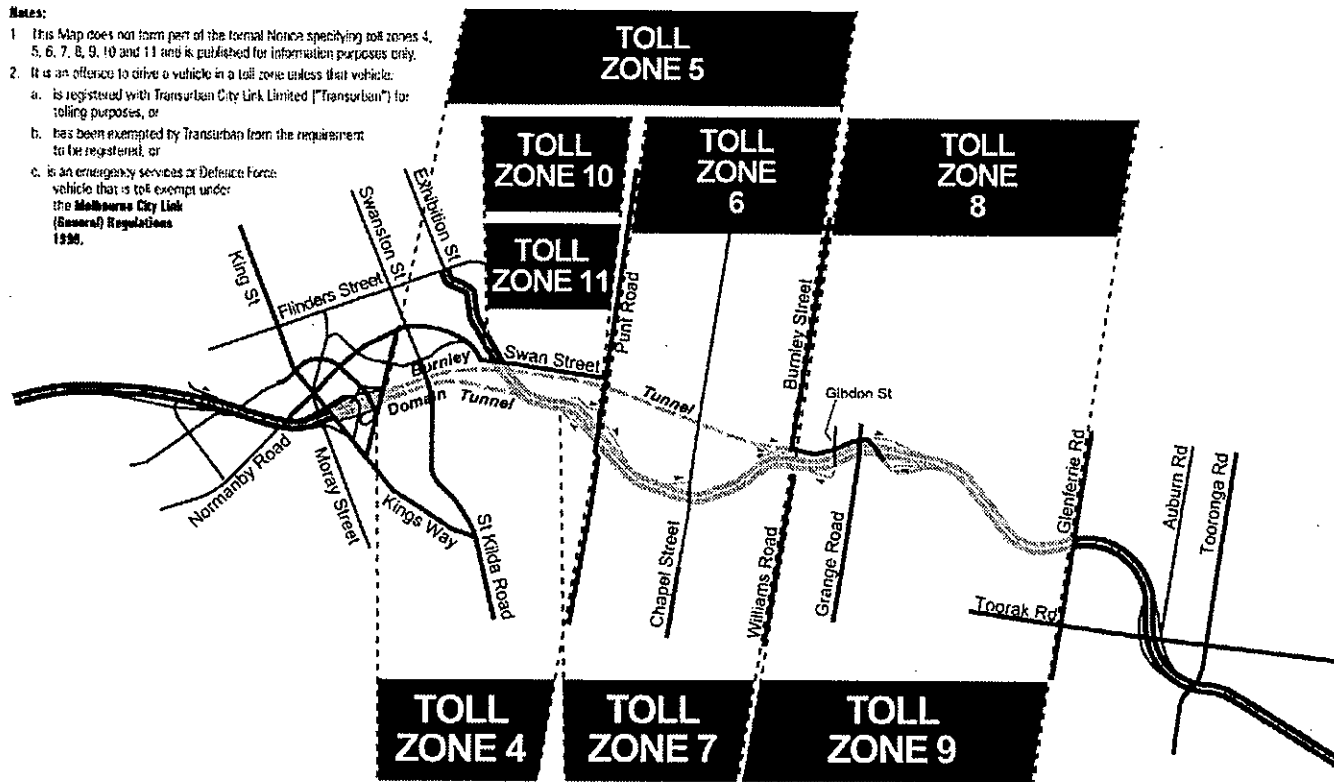 Notes:
1 This Map does not form part of the formal Notice specifying toll zones 4,
5, 6, 7, 8, 9, 10 and 11 and is published for information purposes only.
2. It is an offence to drive a vehicle in a toll zone unless that vehicle:
a. is registered with Transurban City Link Limited ("Transurban") for
tolling purposes, or
b. has been exempted by Transurban from the requirement
to be registered, or
c. is an emergency services or Defence Force
vehicle that is toll exempt under
the Melbourne City Link
(General) Regulations
1996.
TOLL
ZONE 5
TOLL
ZONE 10
TOLL
ZONE
6
TOLL
ZONE
8
TOLL
ZONE 11
King St
Swanston St
Exhibition St
Flinders Street
Punt Road
Burnley Street
Swan Street
Burnley
Tunnel
Domain Tunnel
Gibdon St
Normanby Road
Moray Street
Kings Way
St Kilda Road
Chapel Street
Williams Road
Grange Road
Glenferrie Rd
Auburn Rd
Tooronga Rd
Toorak Rd
TOLL
ZONE 4
TOLL
ZONE 7
TOLL
ZONE 9